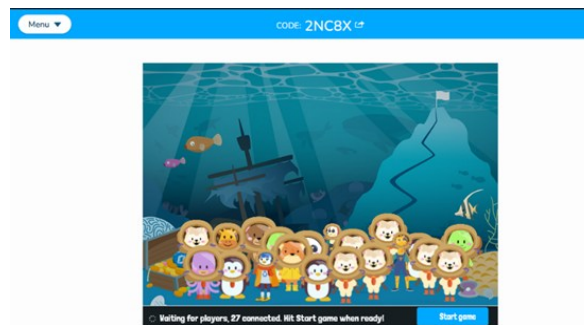 Menu
CODE: 2NC8X
Waiting for players, 27 connected. Hit Start game when ready!
Start game